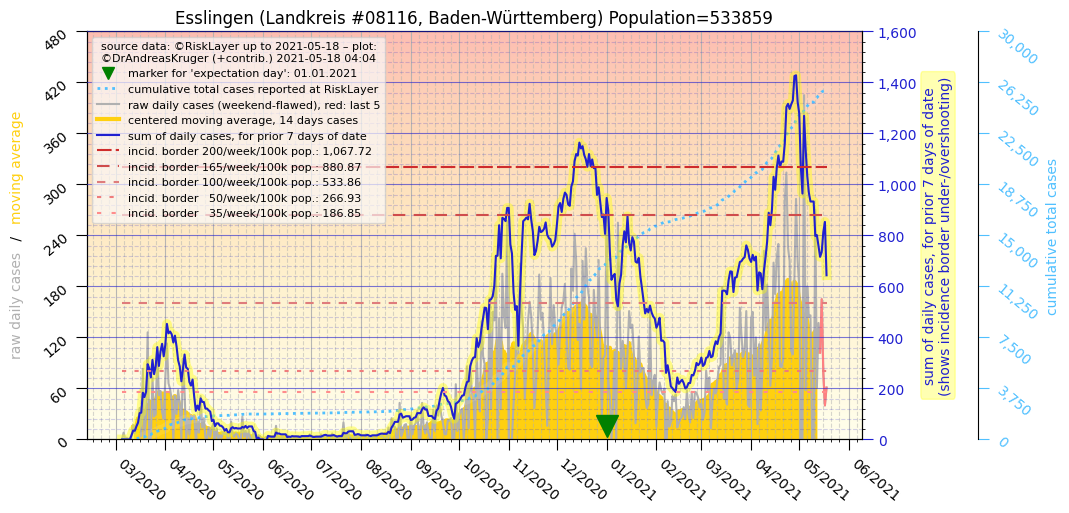 Esslingen (Landkreis #08116, Baden-Württemberg) Population=533859
source data: ©RiskLayer up to 2021-05-18 – plot:
©DrAndreasKruger (+contrib.) 2021-05-18 04:04
marker for 'expectation day': 01.01.2021
cumulative total cases reported at RiskLayer
raw daily cases (weekend-flawed), red: last 5
centered moving average, 14 days cases
sum of daily cases, for prior 7 days of date
incid. border 200/week/100k pop.: 1,067.72
incid. border 165/week/100k pop.: 880.87
incid. border 100/week/100k pop.: 533.86
incid. border   50/week/100k pop.: 266.93
incid. border   35/week/100k pop.: 186.85
raw daily cases   /   moving average
480
420
360
300
240
180
120
60
0
03/2020
04/2020
05/2020
06/2020
07/2020
08/2020
09/2020
10/2020
11/2020
12/2020
01/2021
02/2021
03/2021
04/2021
05/2021
06/2021
1,600
1,400
1,200
1,000
800
600
400
200
0
sum of daily cases, for prior 7 days of date
(shows incidence border under-/overshooting)
30,000
26,250
22,500
18,750
15,000
11,250
7,500
3,750
0
cumulative total cases